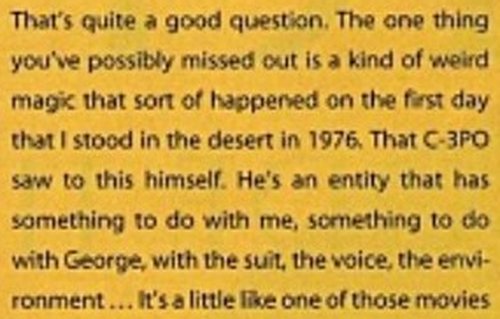 That's quite a good question. The one thing
you've possibly missed out is a kind of weird
magic that sort of happened on the first day
that I stood in the desert in 1976. That C-3PO
saw to this himself. He's an entity that has
something to do with me, something to do
with George, with the suit, the voice, the envi-
ronment ... It's a little like one of those movies